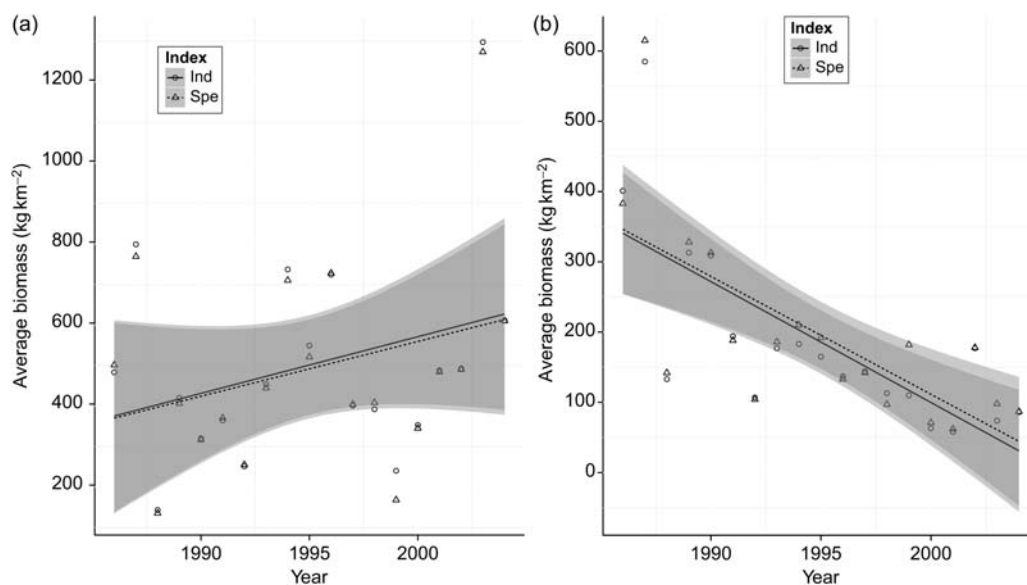 (a)
Index
Ind
Spe
1200
1000
800
600
400
200
Average biomass (kg km−2)
1990
1995
2000
Year
(b)
Index
Ind
Spe
600
500
400
300
200
100
0
Average biomass (kg km−2)
1990
1995
2000
Year